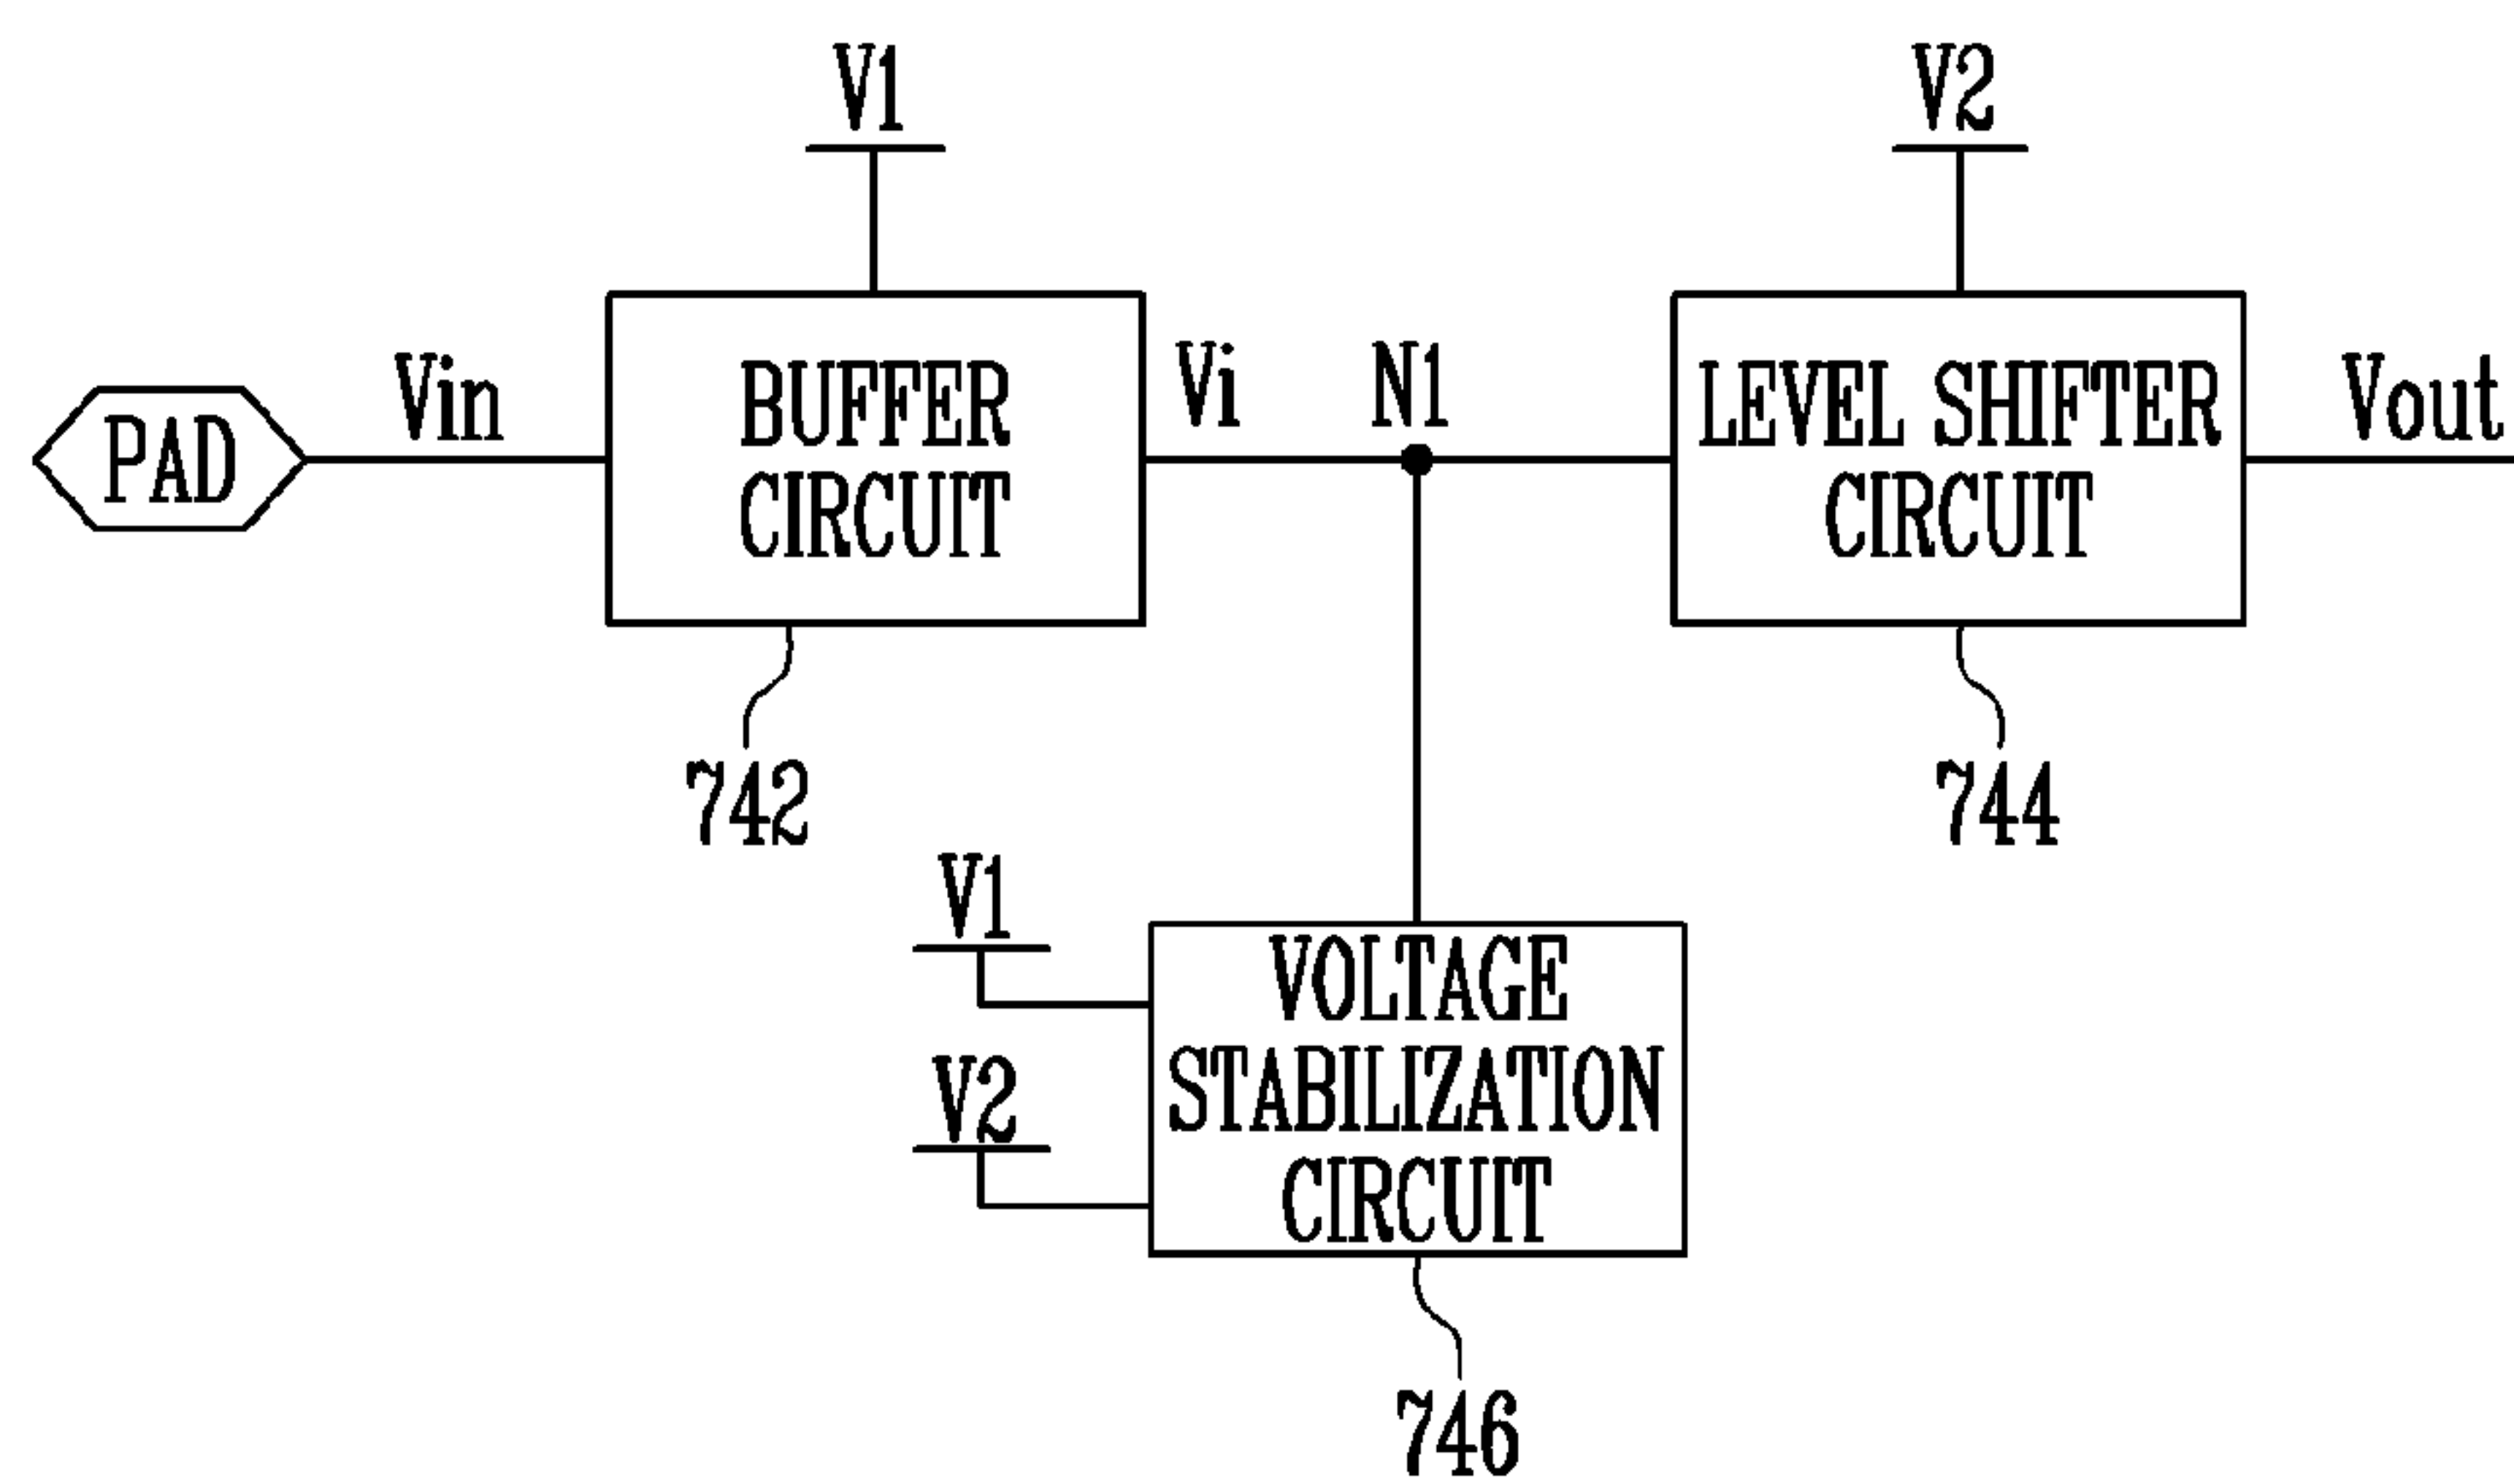 V1
V2
PAD
Vin
BUFFER
CIRCUIT
Vi
N1
LEVEL SHIFTER
CIRCUIT
Vout
742
744
V1
V2
VOLTAGE
STABILIZATION
CIRCUIT
746